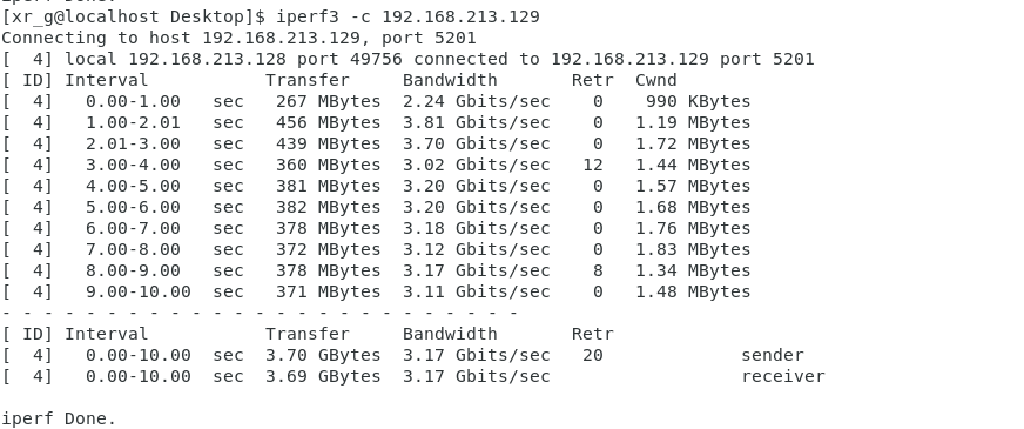 [xr_g@localhost Desktop]$ iperf3 -c 192.168.213.129
Connecting to host 192.168.213.129, port 5201
[  4] local 192.168.213.128 port 49756 connected to 192.168.213.129 port 5201
[ ID] Interval           Transfer     Bandwidth       Retr  Cwnd
[  4]   0.00-1.00   sec   267 MBytes  2.24 Gbits/sec    0    990 KBytes
[  4]   1.00-2.01   sec   456 MBytes  3.81 Gbits/sec    0   1.19 MBytes
[  4]   2.01-3.00   sec   439 MBytes  3.70 Gbits/sec    0   1.72 MBytes
[  4]   3.00-4.00   sec   360 MBytes  3.02 Gbits/sec   12   1.44 MBytes
[  4]   4.00-5.00   sec   381 MBytes  3.20 Gbits/sec    0   1.57 MBytes
[  4]   5.00-6.00   sec   382 MBytes  3.20 Gbits/sec    0   1.68 MBytes
[  4]   6.00-7.00   sec   378 MBytes  3.18 Gbits/sec    0   1.76 MBytes
[  4]   7.00-8.00   sec   372 MBytes  3.12 Gbits/sec    0   1.83 MBytes
[  4]   8.00-9.00   sec   378 MBytes  3.17 Gbits/sec    8   1.34 MBytes
[  4]   9.00-10.00  sec   371 MBytes  3.11 Gbits/sec    0   1.48 MBytes
- - - - - - - - - - - - - - - - - - - - - - - - -
[ ID] Interval           Transfer     Bandwidth       Retr
[  4]   0.00-10.00  sec  3.70 GBytes  3.17 Gbits/sec   20             sender
[  4]   0.00-10.00  sec  3.69 GBytes  3.17 Gbits/sec                  receiver
iperf Done.